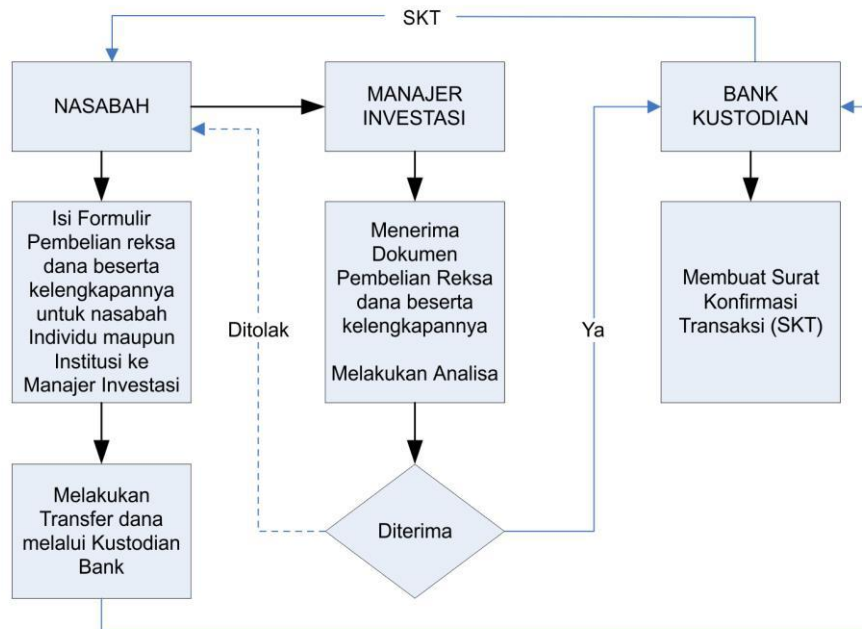 SKT
NASABAH
MANAJER
INVESTASI
BANK
KUSTODIAN
Isi Formulir
Pembelian reksa
dana beserta
kelengkapannya
untuk nasabah
Individu maupun
Institusi ke
Manajer Investasi
Ditolak
Menerima
Dokumen
Pembelian Reksa
dana beserta
kelengkapannya
Melakukan Analisa
Ya
Membuat Surat
Konfirmasi
Transaksi (SKT)
Melakukan
Transfer dana
melalui Kustodian
Bank
Diterima